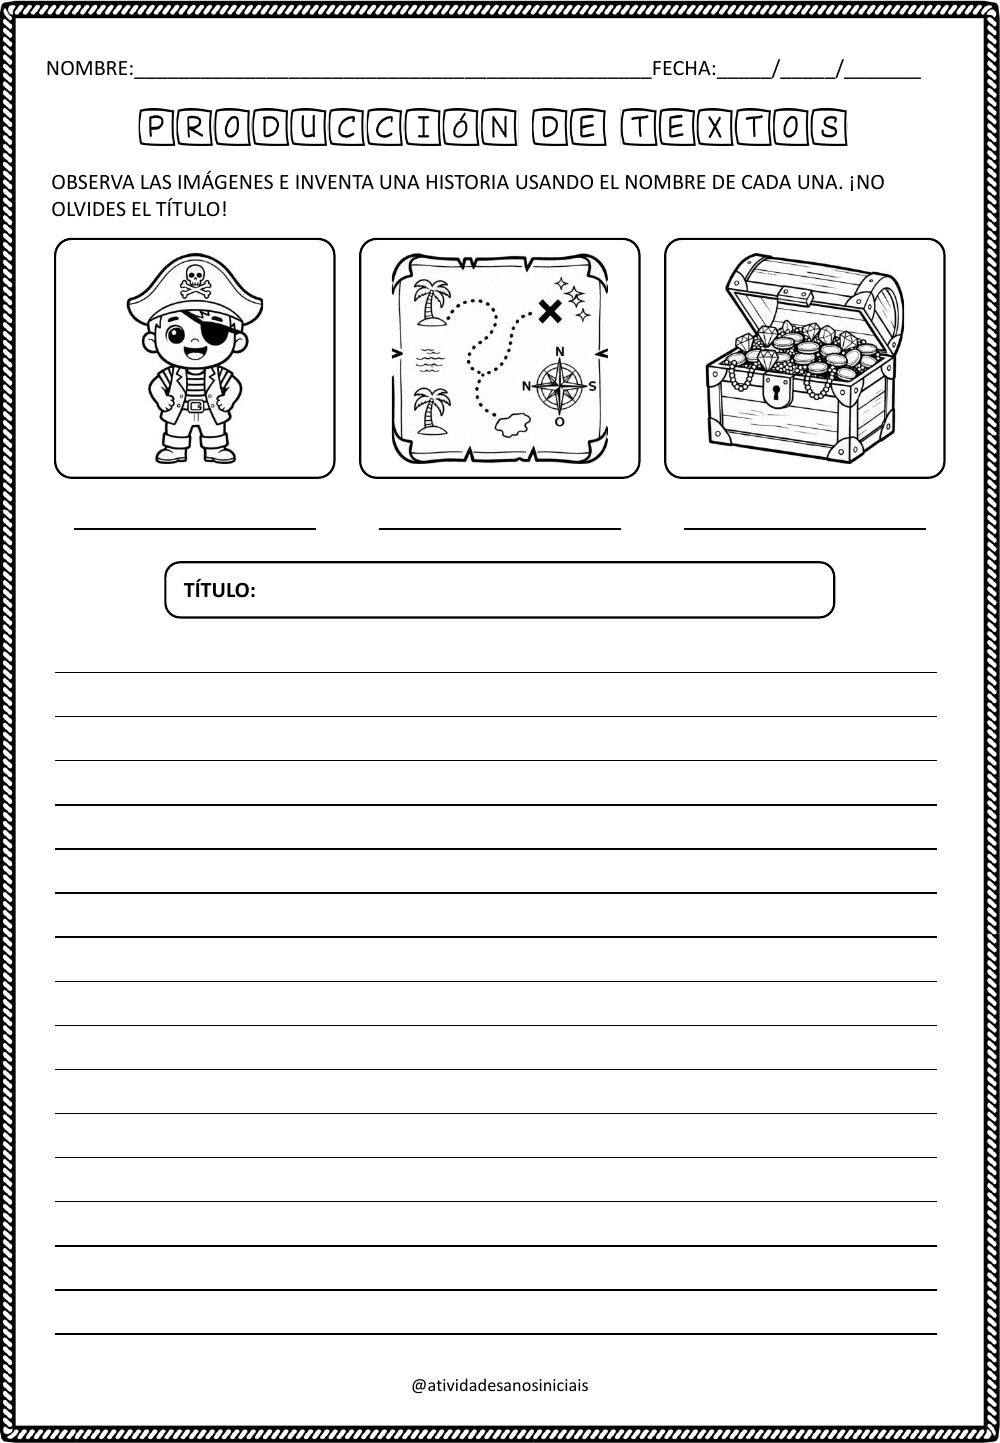 NOMBRE:_______________________________________________FECHA:_____/_____/_______
PRODUCCIÓN DE TEXTOS
OBSERVA LAS IMÁGENES E INVENTA UNA HISTORIA USANDO EL NOMBRE DE CADA UNA. ¡NO
OLVIDES EL TÍTULO!
N
N S
O
TÍTULO:
@atividadesanosiniciais